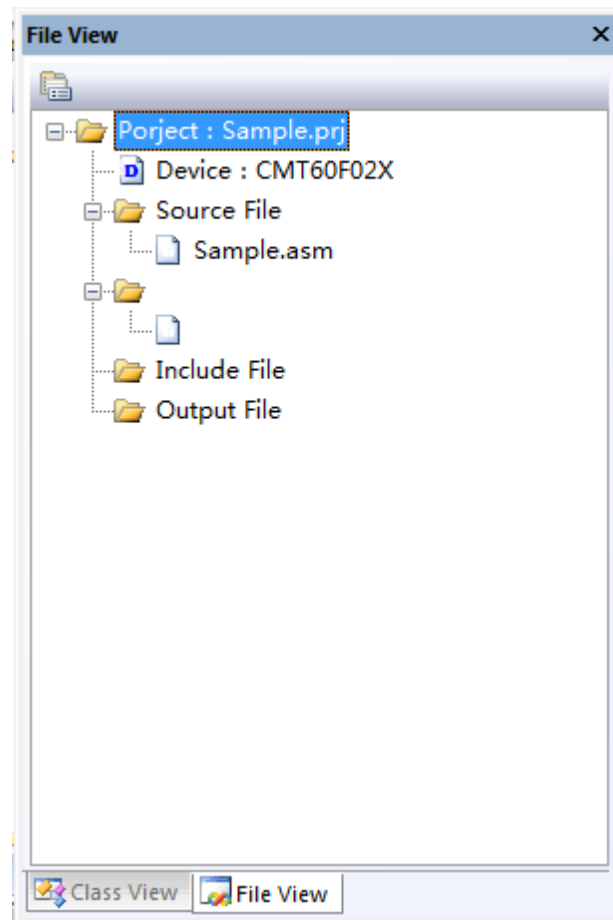 File View
Porject : Sample.prj
D Device : CMT60F02X
Source File
Sample.asm
Include File
Output File
Class View File View